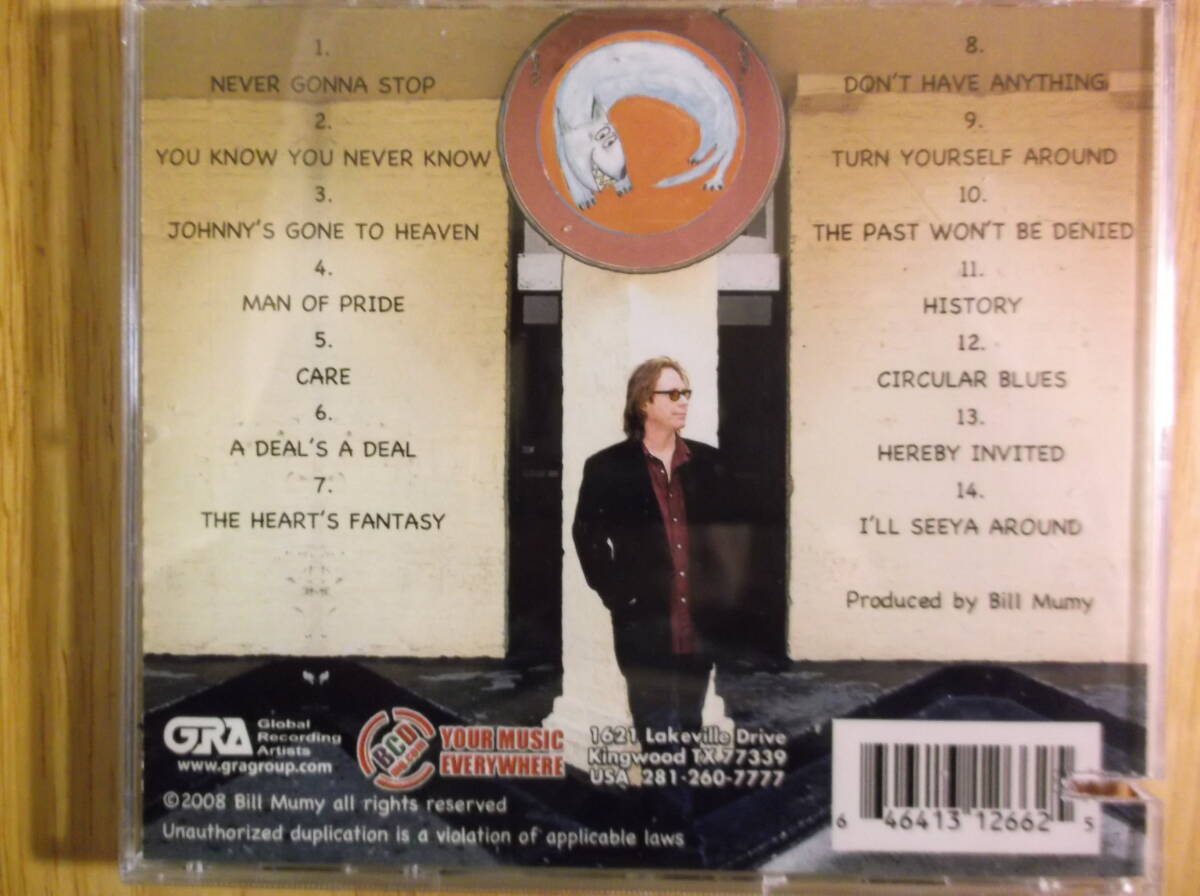 1.
NEVER GONNA STOP
2.
YOU KNOW YOU NEVER KNOW
3.
JOHNNY'S GONE TO HEAVEN
4.
MAN OF PRIDE
5.
CARE
6.
A DEAL'S A DEAL
7.
THE HEART'S FANTASY
8.
DON'T HAVE ANYTHING
9.
TURN YOURSELF AROUND
10.
THE PAST WON'T BE DENIED
11.
HISTORY
12.
CIRCULAR BLUES
13.
HEREBY INVITED
14.
I'LL SEEYA AROUND
Produced by Bill Mumy
GRA
Global
Recording
Artists
www.gragroup.com
BCD
YOUR MUSIC
EVERYWHERE
1621 Lakeville Drive
Kingwood TX 77339
USA 281-260-7777
©2008 Bill Mumy all rights reserved
Unauthorized duplication is a violation of applicable laws
6 46413 12662 5